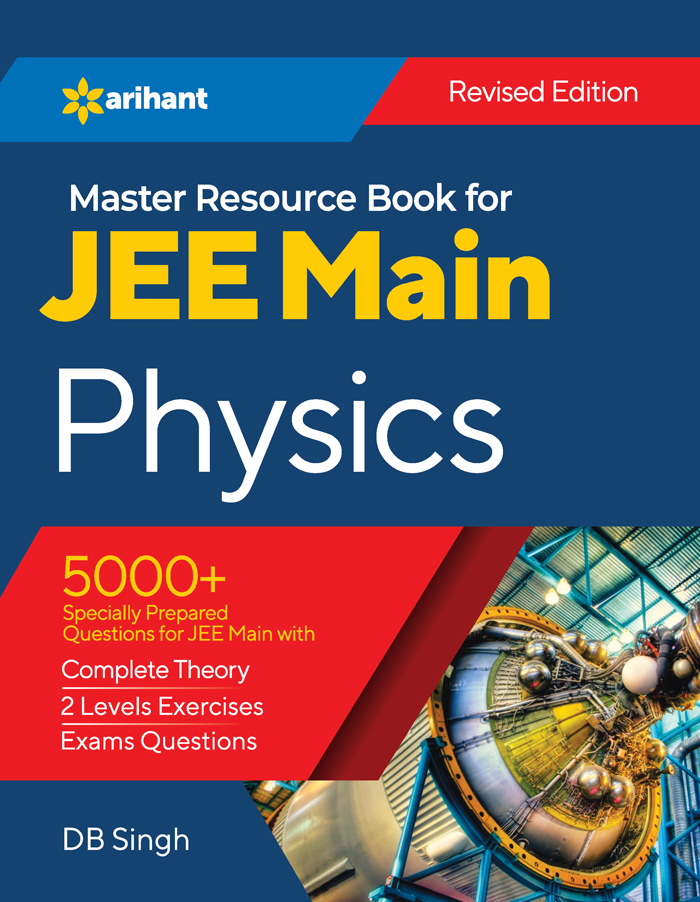 arihant
Revised Edition
Master Resource Book for
JEE Main
Physics
5000+
Specially Prepared
Questions for JEE Main with
Complete Theory
2 Levels Exercises
Exams Questions
DB Singh